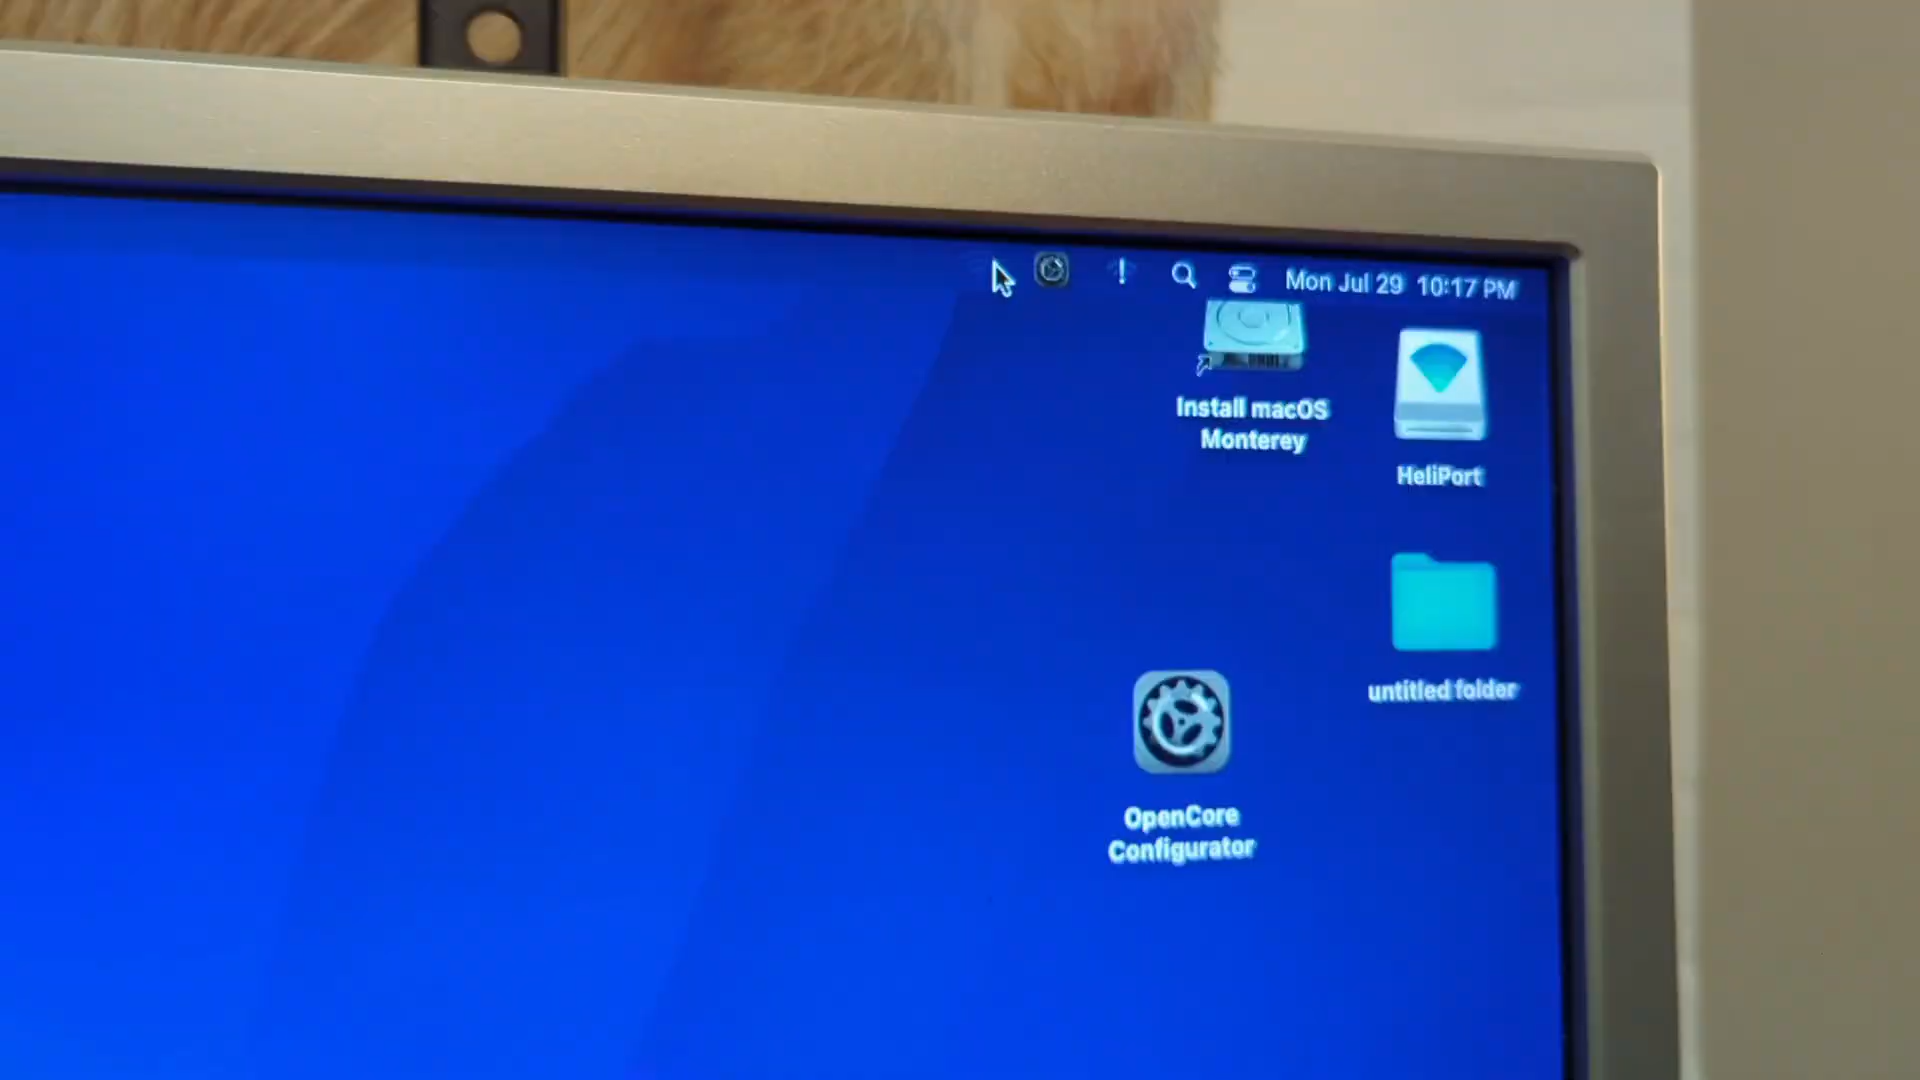 Mon Jul 29 10:17 PM
Install macOS
Monterey
HeliPort
untitled folder
OpenCore
Configurator